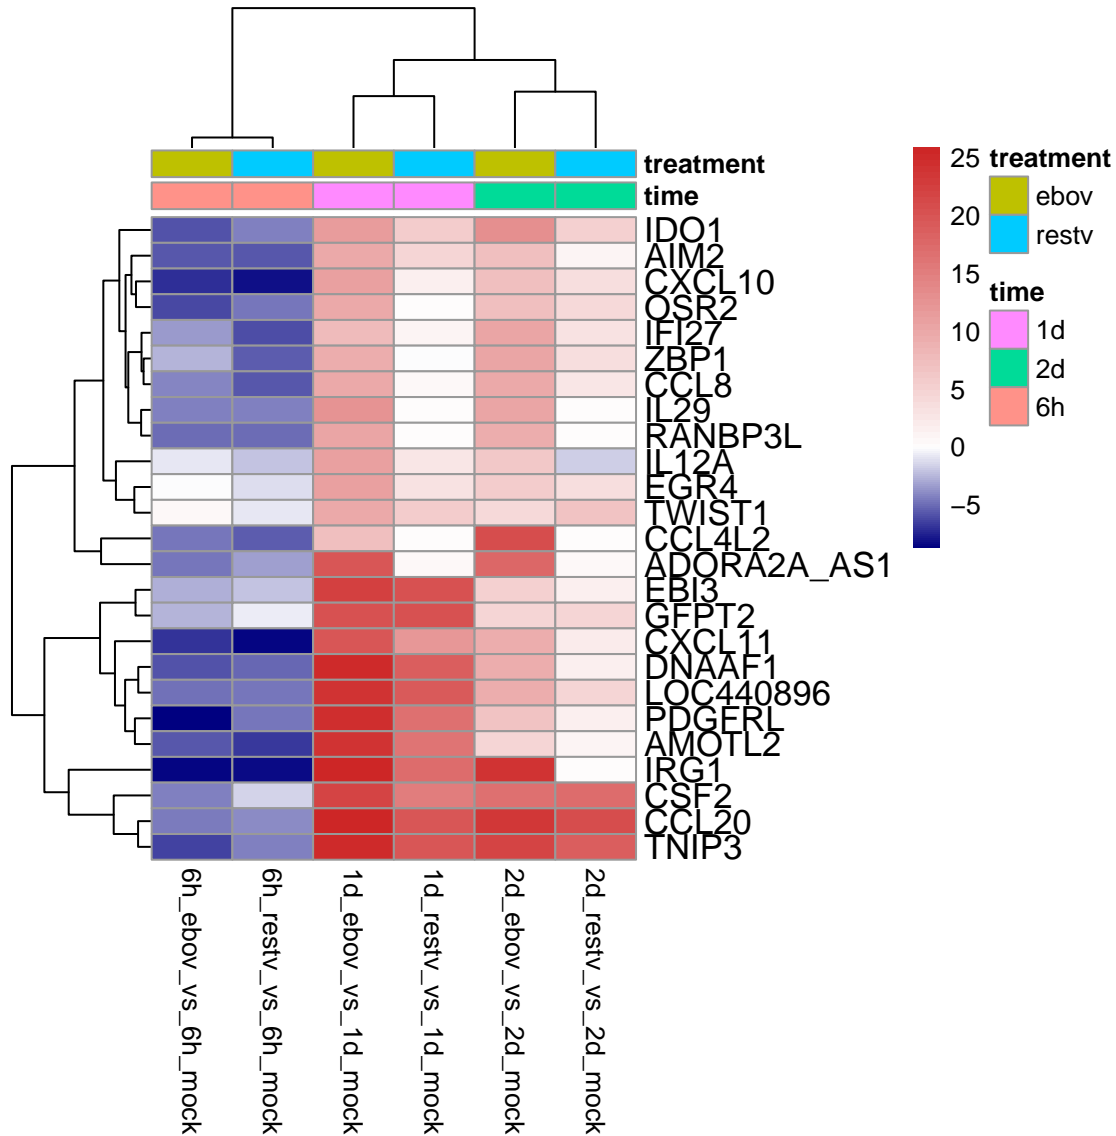 treatment
time
IDO1
AIM2
CXCL10
OSR2
IFI27
ZBP1
CCL8
IL29
RANBP3L
IL12A
EGR4
TWIST1
CCL4L2
ADORA2A_AS1
EBI3
GFPT2
CXCL11
DNAAF1
LOC440896
PDGFRL
AMOTL2
IRG1
CSF2
CCL20
TNIP3
6h_ebov_vs_6h_mock
6h_restv_vs_6h_mock
1d_ebov_vs_1d_mock
1d_restv_vs_1d_mock
2d_ebov_vs_2d_mock
2d_restv_vs_2d_mock
25
20
15
10
5
0
−5
treatment
ebov
restv
time
1d
2d
6h